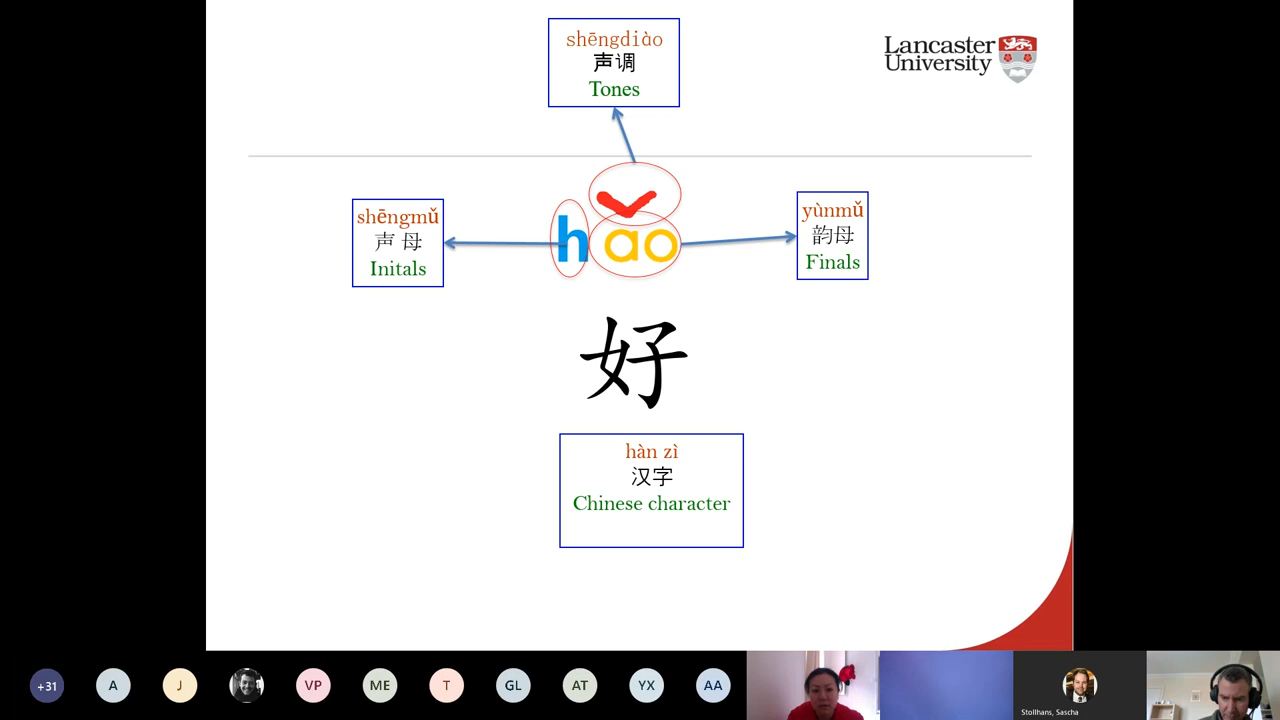 shēngdiào
声调
Tones
Lancaster
University
shēngmǔ
声 母
Initals
hǎo
yùnmǔ
韵母
Finals
好
hàn zì
汉字
Chinese character
+31
A
J
VP
ME
T
GL
AT
YX
AA
Stollhans, Sascha